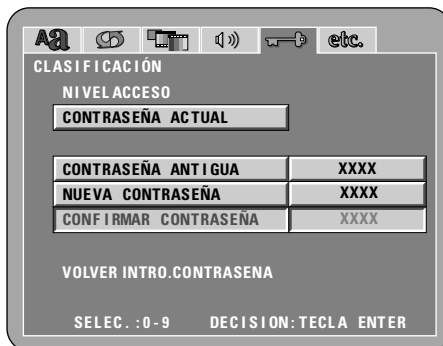 Aa etc.
CLASIFICACIÓN
NIVEL ACCESO
CONTRASEÑA ACTUAL
CONTRASEÑA ANTIGUA XXXX
NUEVA CONTRASEÑA XXXX
CONFIRMAR CONTRASEÑA XXXX
VOLVER INTRO.CONTRASENA
SELEC.:0-9 DECISION:TECLA ENTER